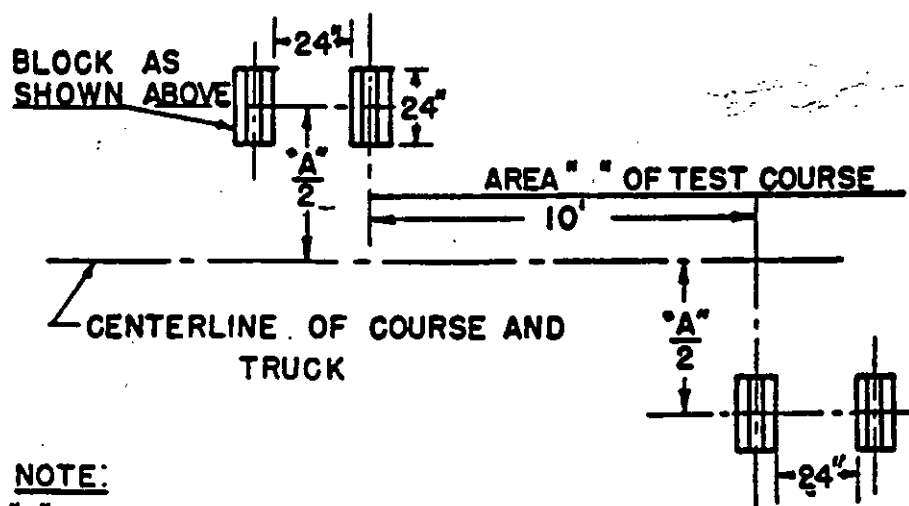 24"
BLOCK AS
SHOWN ABOVE
24"
"A"
2
AREA " " OF TEST COURSE
10'
CENTERLINE OF COURSE AND
TRUCK
"A"
2
NOTE:
24"